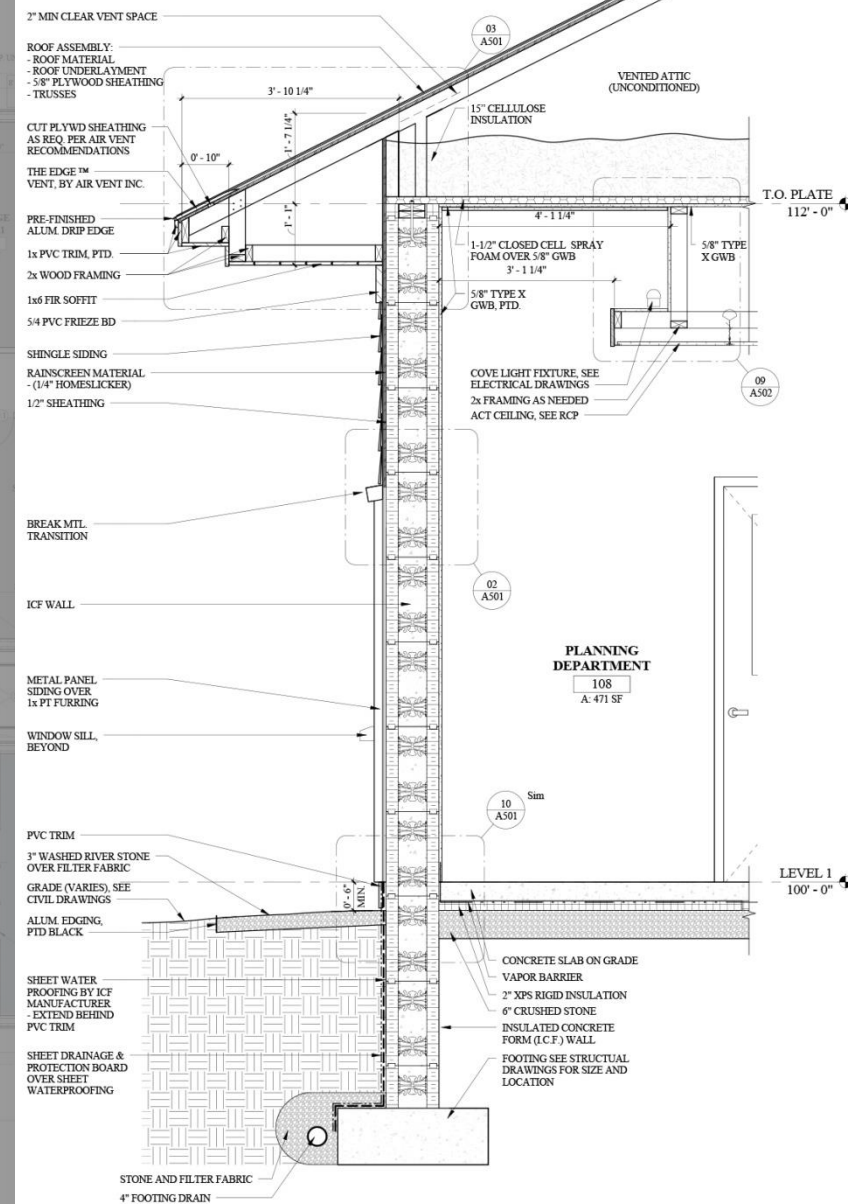 2" MIN CLEAR VENT SPACE
ROOF ASSEMBLY:
- ROOF MATERIAL
- ROOF UNDERLAYMENT
- 5/8" PLYWOOD SHEATHING
- TRUSSES
CUT PLYWD SHEATHING
AS REQ. PER AIR VENT
RECOMMENDATIONS
THE EDGE ™
VENT, BY AIR VENT INC.
PRE-FINISHED
ALUM. DRIP EDGE
1x PVC TRIM, PTD.
2x WOOD FRAMING
1x6 FIR SOFFIT
5/4 PVC FRIEZE BD
SHINGLE SIDING
RAINSCREEN MATERIAL
- (1/4" HOMESLICKER)
1/2" SHEATHING
BREAK MTL.
TRANSITION
ICF WALL
METAL PANEL
SIDING OVER
1x PT FURRING
WINDOW SILL,
BEYOND
PVC TRIM
3" WASHED RIVER STONE
OVER FILTER FABRIC
GRADE (VARIES), SEE
CIVIL DRAWINGS
ALUM. EDGING,
PTD BLACK
SHEET WATER
PROOFING BY ICF
MANUFACTURER
- EXTEND BEHIND
PVC TRIM
SHEET DRAINAGE &
PROTECTION BOARD
OVER SHEET
WATERPROOFING
STONE AND FILTER FABRIC
4" FOOTING DRAIN
03
A501
3' - 10 1/4"
1' - 7 1/4"
0' - 10"
1' - 1"
VENTED ATTIC
(UNCONDITIONED)
15" CELLULOSE
INSULATION
T.O. PLATE
112' - 0"
4' - 1 1/4"
1-1/2" CLOSED CELL SPRAY
FOAM OVER 5/8" GWB
3' - 1 1/4"
5/8" TYPE
X GWB
5/8" TYPE X
GWB, PTD.
COVE LIGHT FIXTURE, SEE
ELECTRICAL DRAWINGS
2x FRAMING AS NEEDED
ACT CEILING, SEE RCP
09
A502
02
A501
PLANNING
DEPARTMENT
108
A: 471 SF
10
A501
Sim
0' - 6"
MIN.
LEVEL 1
100' - 0"
CONCRETE SLAB ON GRADE
VAPOR BARRIER
2" XPS RIGID INSULATION
6" CRUSHED STONE
INSULATED CONCRETE
FORM (I.C.F.) WALL
FOOTING SEE STRUCTUAL
DRAWINGS FOR SIZE AND
LOCATION